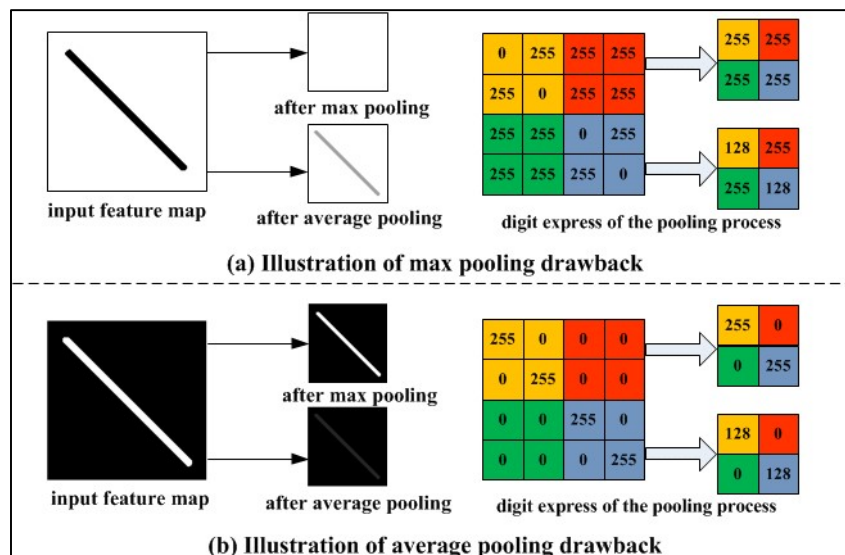 input feature map
after max pooling
after average pooling
0 255 255 255
255 0 255 255
255 255 0 255
255 255 255 0
255 255
255 255
128 255
255 128
digit express of the pooling process
(a) Illustration of max pooling drawback
input feature map
after max pooling
after average pooling
255 0 0 0
0 255 0 0
0 0 255 0
0 0 0 255
255 0
0 255
128 0
0 128
digit express of the pooling process
(b) Illustration of average pooling drawback